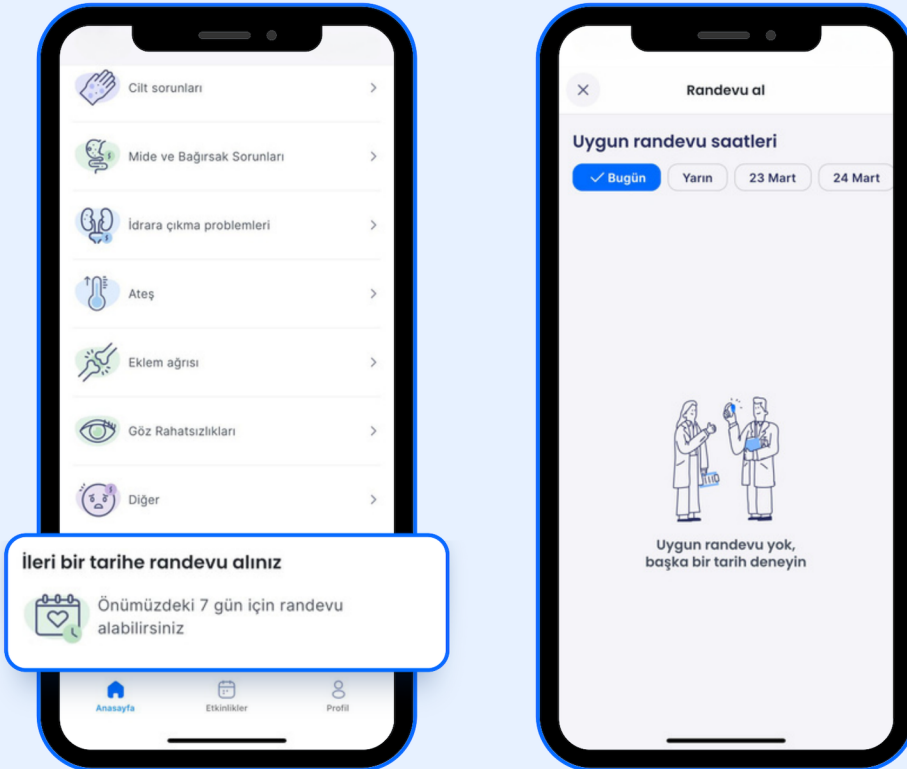 Cilt sorunları
Mide ve Bağırsak Sorunları
İdrara çıkma problemleri
Ateş
Eklem ağrısı
Göz Rahatsızlıkları
Diğer
İleri bir tarihe randevu alınız
Önümüzdeki 7 gün için randevu
alabilirsiniz
Anasayfa
Etkinlikler
Profil
Randevu al
Uygun randevu saatleri
Bugün
Yarın
23 Mart
24 Mart
Uygun randevu yok,
başka bir tarih deneyin